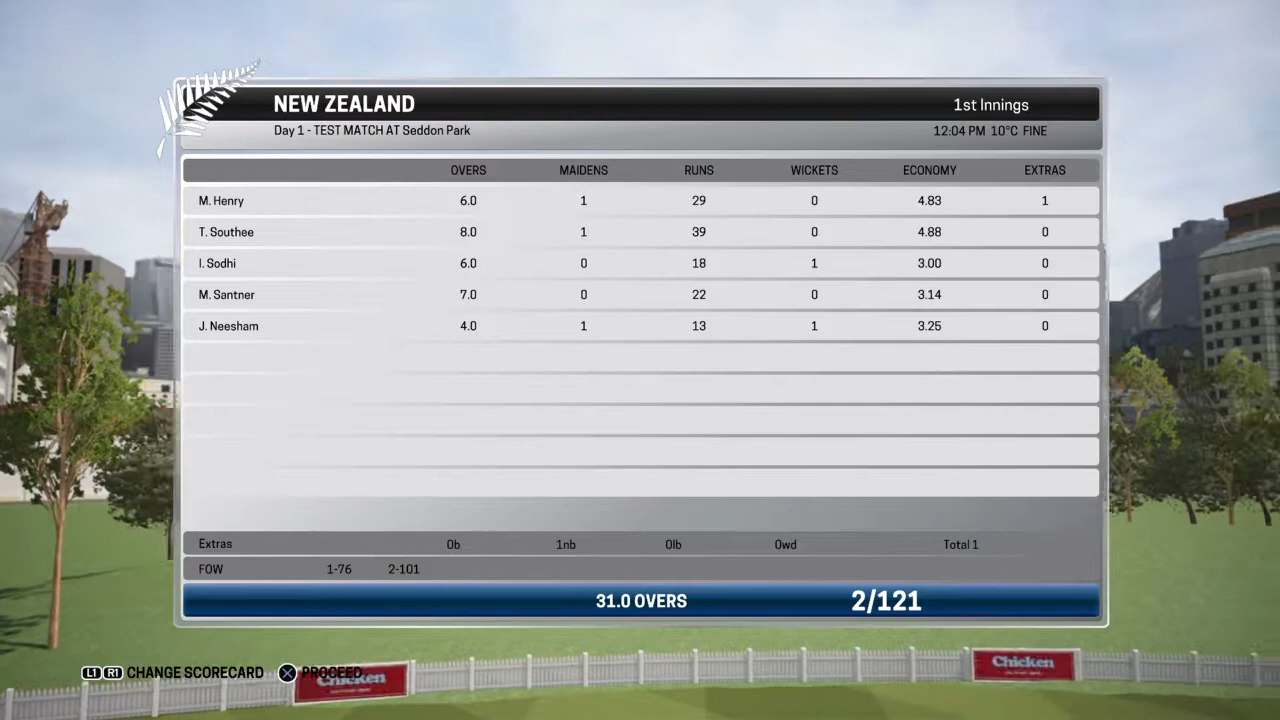 NEW ZEALAND 1st Innings
Day 1 - TEST MATCH AT Seddon Park 12:04 PM 10°C FINE
OVERS MAIDENS RUNS WICKETS ECONOMY EXTRAS
M. Henry 6.0 1 29 0 4.83 1
T. Southee 8.0 1 39 0 4.88 0
I. Sodhi 6.0 0 18 1 3.00 0
M. Santner 7.0 0 22 0 3.14 0
J. Neesham 4.0 1 13 1 3.25 0
Extras 0b 1nb 0lb 0wd Total 1
FOW 1-76 2-101
31.0 OVERS 2/121
L1 R1 CHANGE SCORECARD PROCEED
Chicken
Chicken